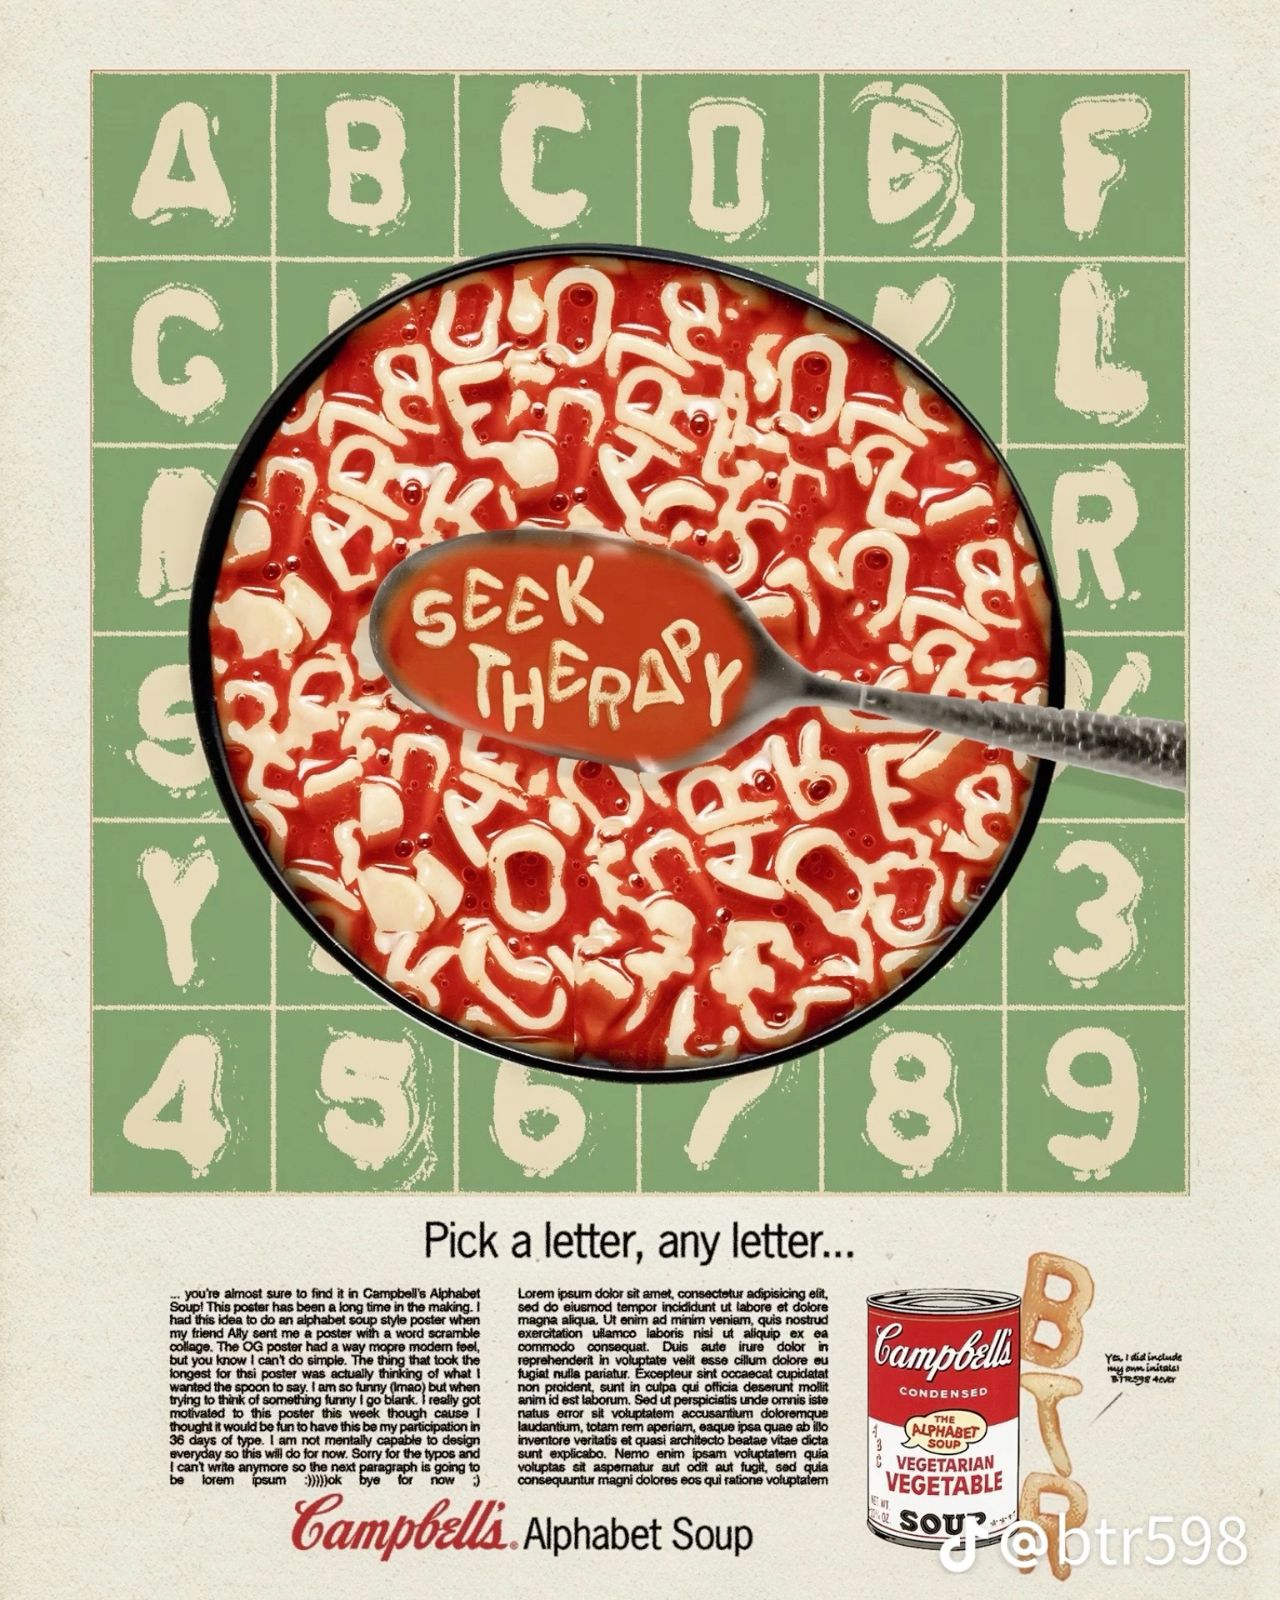 A B C D E F
G K L
R
S
Y 3
4 5 6 7 8 9
SEEK
THERAPY
Pick a letter, any letter...
... you're almost sure to find it in Campbell's Alphabet
Soup! This poster has been a long time in the making. I
had this idea to do an alphabet soup style poster when
my friend Ally sent me a poster with a word scramble
collage. The OG poster had a way mopre modern feel,
but you know I can't do simple. The thing that took the
longest for thsi poster was actually thinking of what I
wanted the spoon to say. I am so funny (lmao) but when
trying to think of something funny I go blank. I really got
motivated to this poster this week though cause I
thought it would be fun to have this be my participation in
36 days of type. I am not mentally capable to design
everyday so this will do for now. Sorry for the typos and
I can't write anymore so the next paragraph is going to
be lorem ipsum :)))))ok bye for now ;)
Lorem ipsum dolor sit amet, consectetur adipisicing elit,
sed do eiusmod tempor incididunt ut labore et dolore
magna aliqua. Ut enim ad minim veniam, quis nostrud
exercitation ullamco laboris nisi ut aliquip ex ea
commodo consequat. Duis aute irure dolor in
reprehenderit in voluptate velit esse cillum dolore eu
fugiat nulla pariatur. Excepteur sint occaecat cupidatat
non proident, sunt in culpa qui officia deserunt mollit
anim id est laborum. Sed ut perspiciatis unde omnis iste
natus error sit voluptatem accusantium doloremque
laudantium, totam rem aperiam, eaque ipsa quae ab illo
inventore veritatis et quasi architecto beatae vitae dicta
sunt explicabo. Nemo enim ipsam voluptatem quia
voluptas sit aspernatur aut odit aut fugit, sed quia
consequuntur magni dolores eos qui ratione voluptatem
Campbell's Alphabet Soup
Campbell's
CONDENSED
THE
ALPHABET
SOUP
VEGETARIAN
VEGETABLE
SOUP
NET WT.
A
B
C
B
T
R
Yes, I did include
my own initals!
BTR598 4ever
@btr598